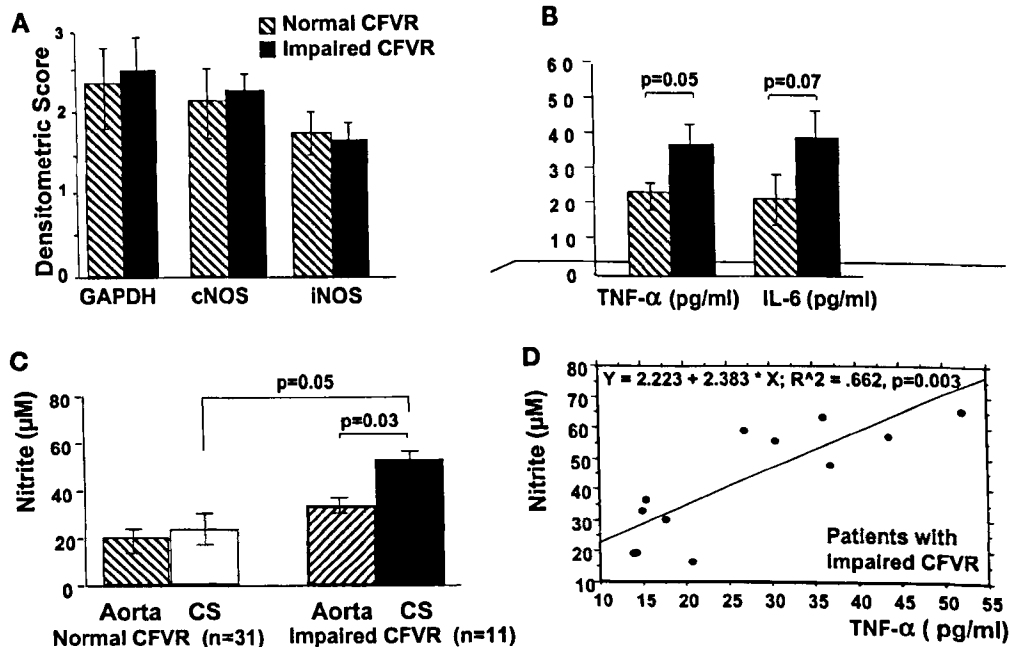 A
Normal CFVR
Impaired CFVR
Densitometric Score
3
2
1
0
GAPDH cNOS iNOS
B
60
50
40
30
20
10
0
p=0.05 p=0.07
TNF-α (pg/ml) IL-6 (pg/ml)
C
Nitrite (µM)
80
60
40
20
0
p=0.05
p=0.03
Aorta CS Aorta CS
Normal CFVR (n=31) Impaired CFVR (n=11)
D
Nitrite (µM)
80
70
60
50
40
30
20
10
Y = 2.223 + 2.383 * X; R^2 = .662, p=0.003
Patients with
Impaired CFVR
10 15 20 25 30 35 40 45 50 55
TNF-α ( pg/ml)